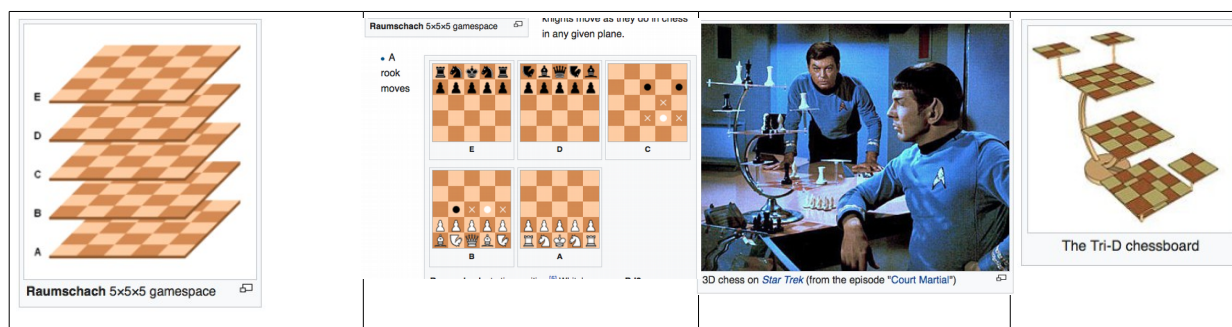 E
D
C
B
A
Raumschach 5×5×5 gamespace
Raumschach 5×5×5 gamespace
knights move as they do in chess
in any given plane.
• A
rook
moves
E
D
C
B
A
3D chess on Star Trek (from the episode "Court Martial")
The Tri-D chessboard